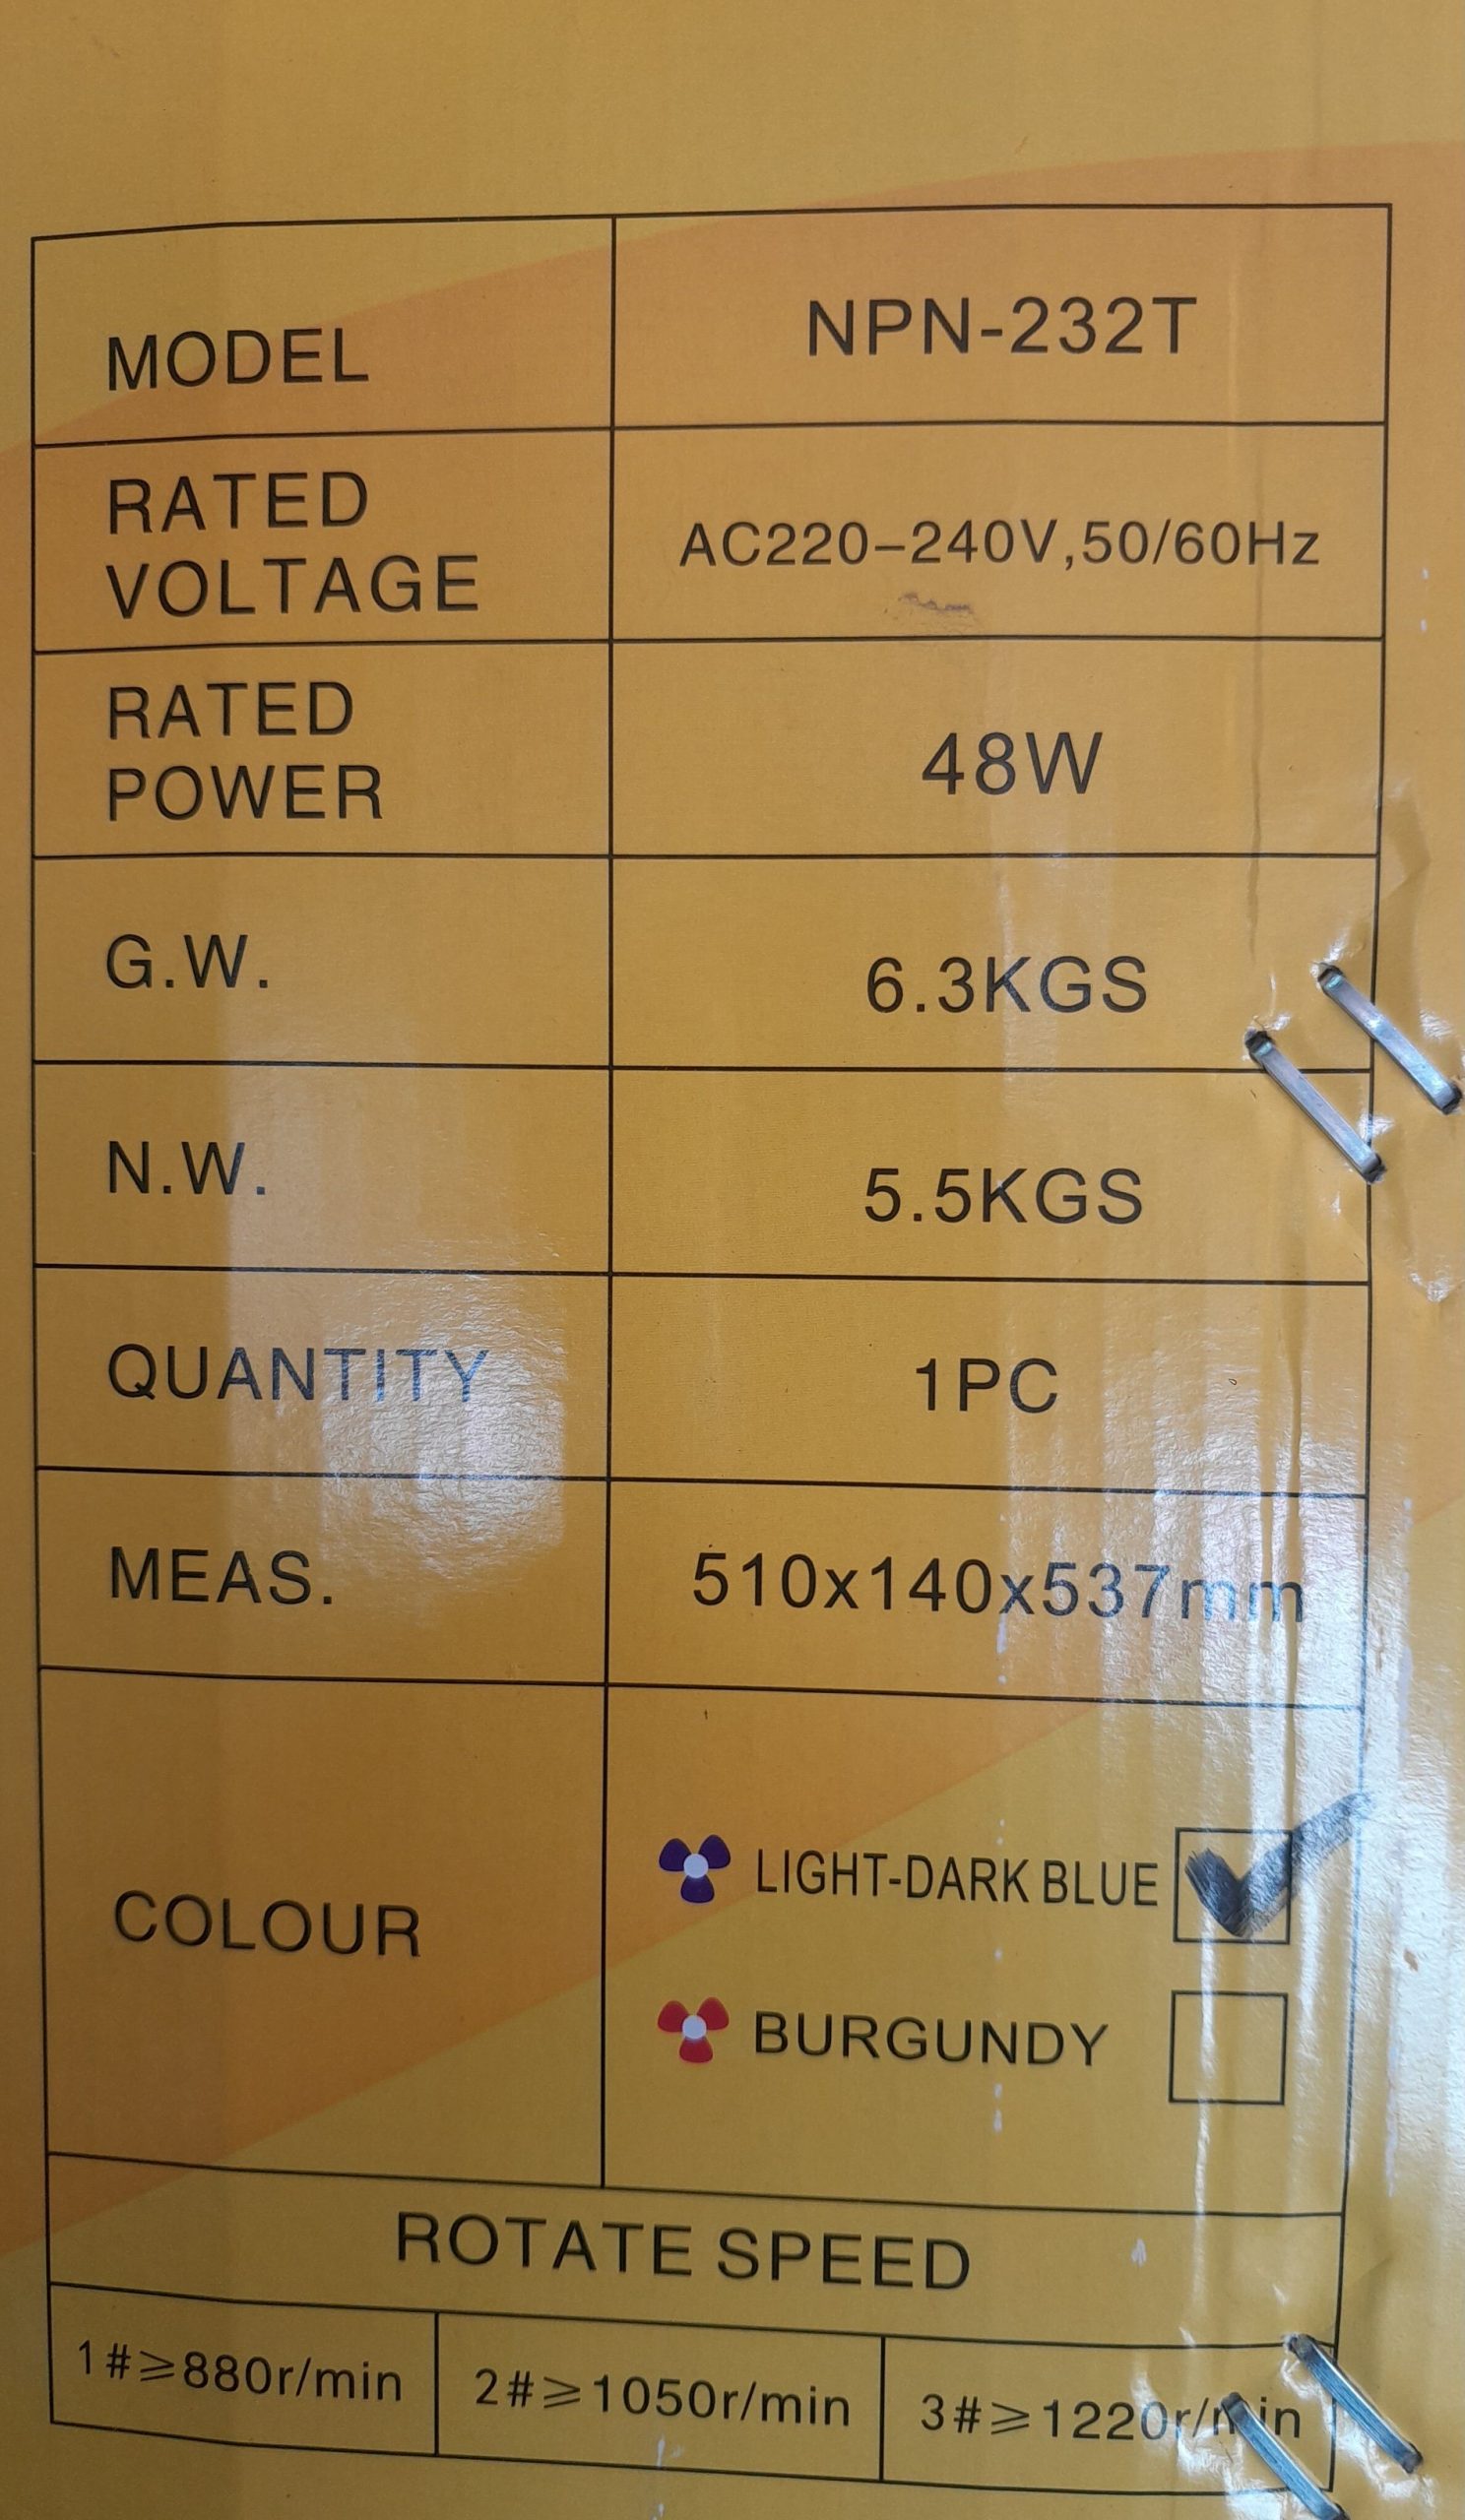 MODEL
NPN-232T
RATED
VOLTAGE
AC220-240V,50/60Hz
RATED
POWER
48W
G.W.
6.3KGS
N.W.
5.5KGS
QUANTITY
1PC
MEAS.
510x140x537mm
COLOUR
LIGHT-DARK BLUE
BURGUNDY
ROTATE SPEED
1#≥880r/min
2#≥1050r/min
3#≥1220r/min